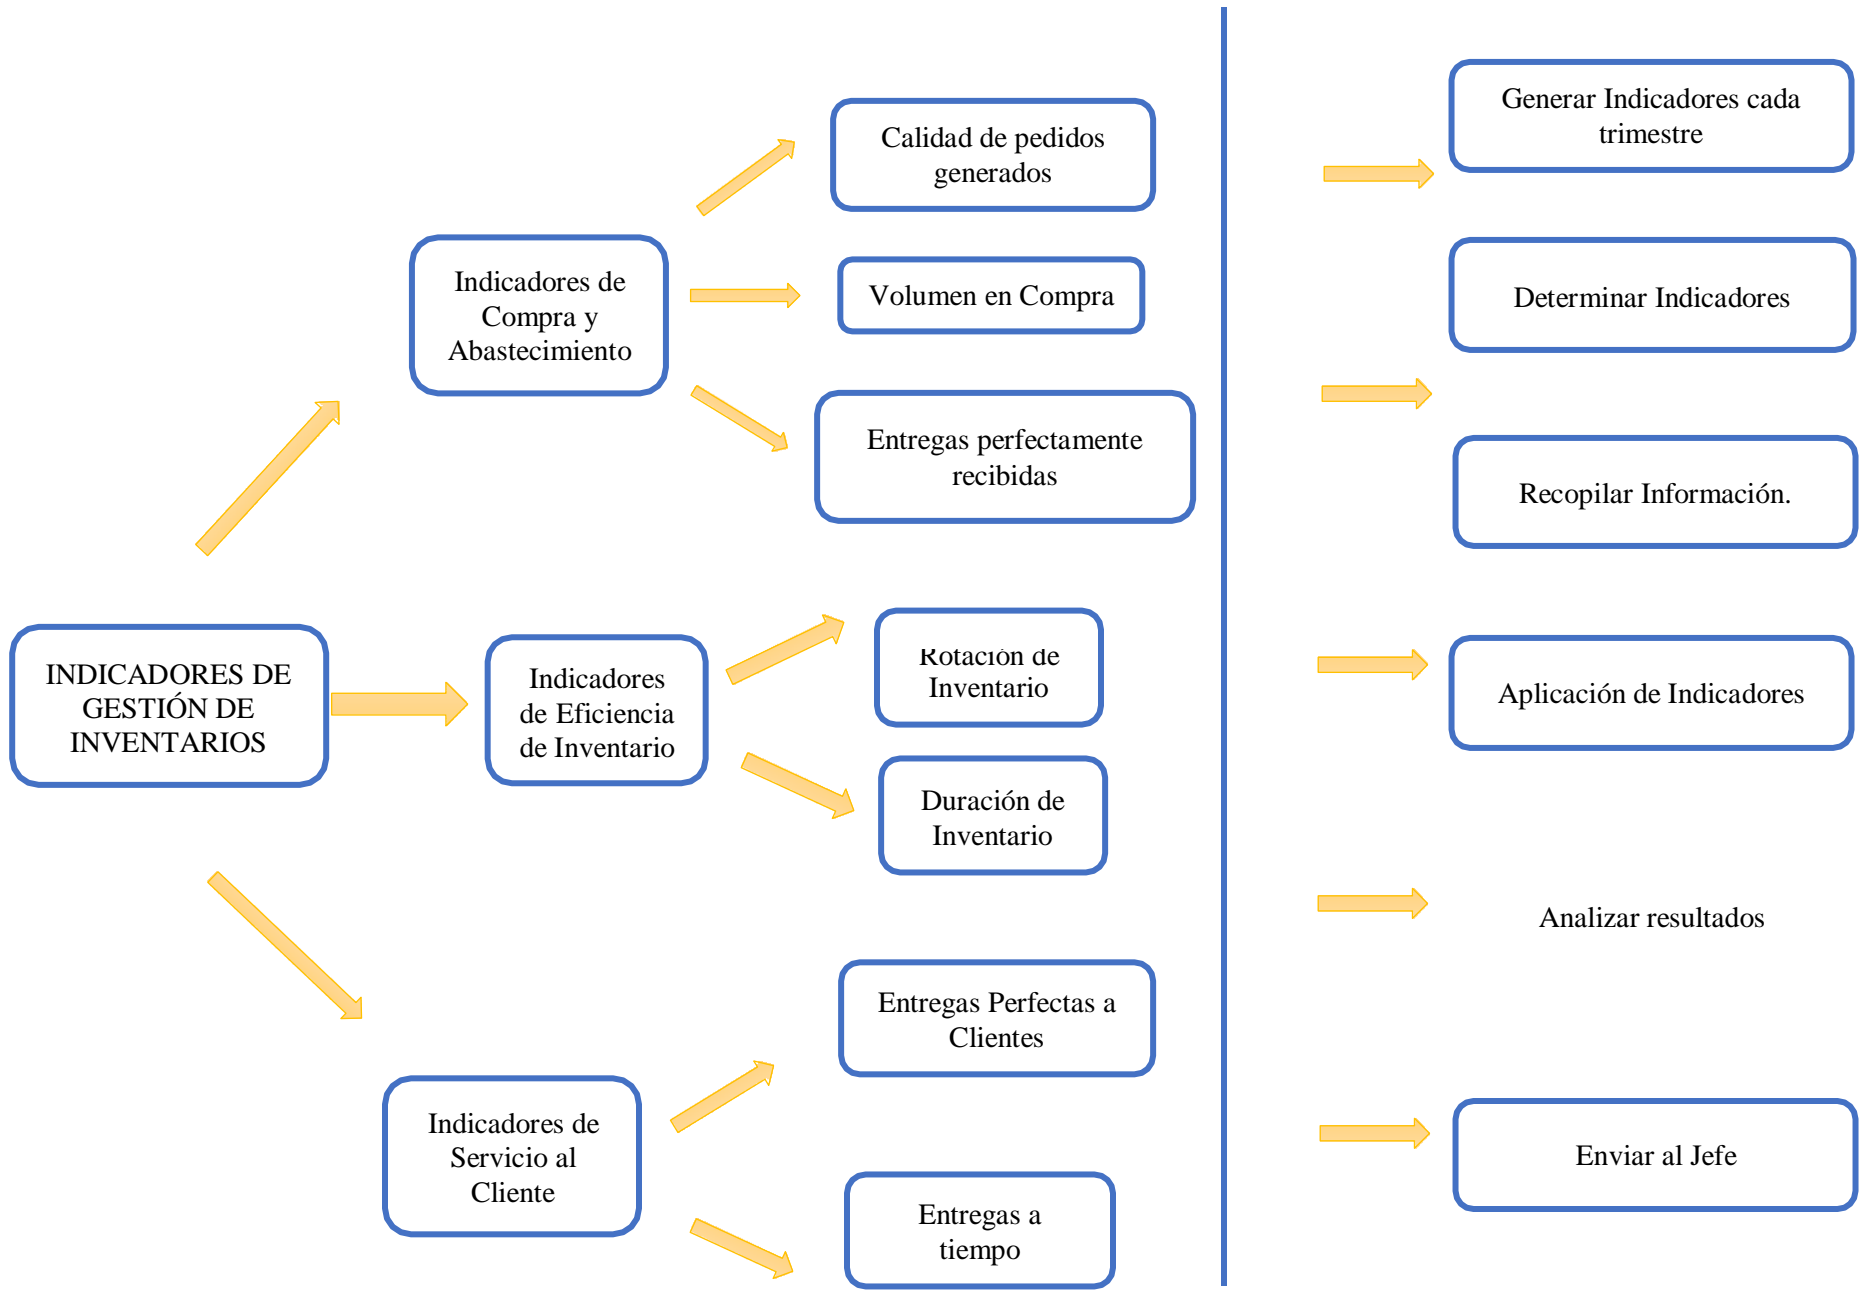 INDICADORES DE
GESTIÓN DE
INVENTARIOS
Indicadores de
Compra y
Abastecimiento
Calidad de pedidos
generados
Volumen en Compra
Entregas perfectamente
recibidas
Indicadores
de Eficiencia
de Inventario
Rotación de
Inventario
Duración de
Inventario
Indicadores de
Servicio al
Cliente
Entregas Perfectas a
Clientes
Entregas a
tiempo
Generar Indicadores cada
trimestre
Determinar Indicadores
Recopilar Información.
Aplicación de Indicadores
Analizar resultados
Enviar al Jefe